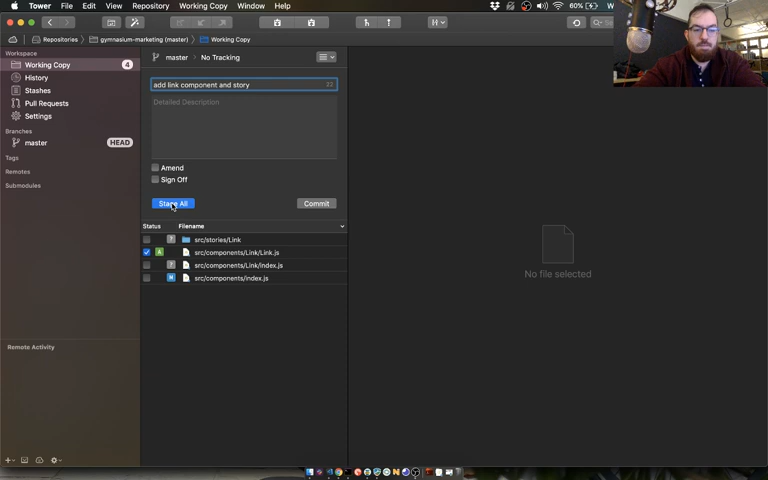 Tower File Edit View Repository Working Copy Window Help
60%
Repositories gymnasium-marketing (master) Working Copy
Workspace
Working Copy 4
History
Stashes
Pull Requests
Settings
Branches
master HEAD
Tags
Remotes
Submodules
Remote Activity
master No Tracking
add link component and story
Detailed Description
Amend
Sign Off
Stage All Commit
Status Filename
? src/stories/Link
A src/components/Link/Link.js
? src/components/Link/index.js
M src/components/index.js
No file selected